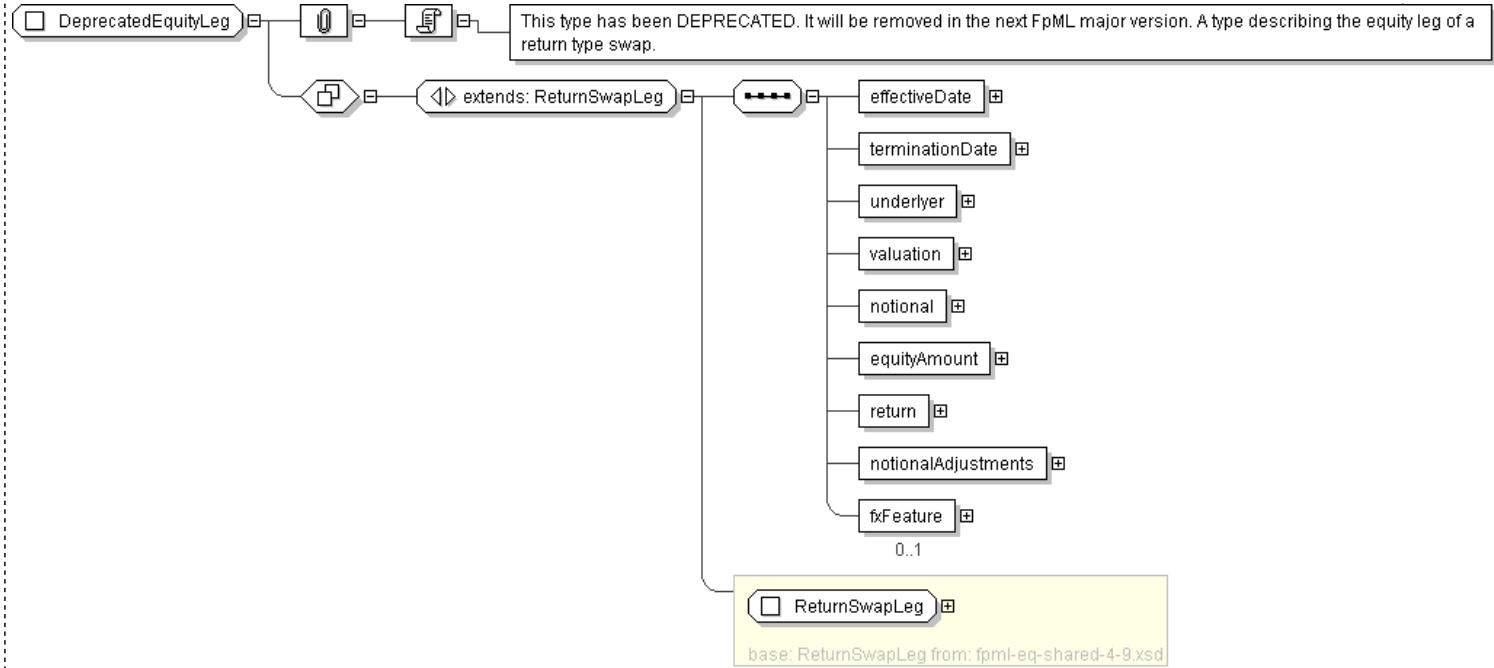 DeprecatedEquityLeg
This type has been DEPRECATED. It will be removed in the next FpML major version. A type describing the equity leg of a
return type swap.
extends: ReturnSwapLeg
effectiveDate
terminationDate
underlyer
valuation
notional
equityAmount
return
notionalAdjustments
fxFeature
0..1
ReturnSwapLeg
base: ReturnSwapLeg from: fpml-eq-shared-4-9.xsd